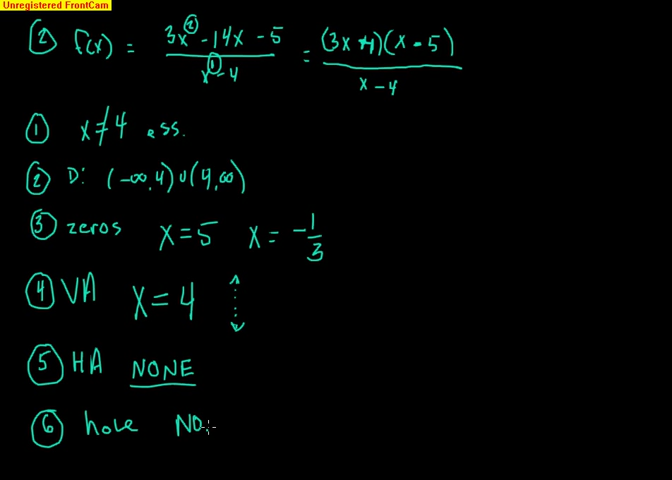 Unregistered FrontCam
② f(x) = 3x² - 14x - 5 / x¹ - 4 = (3x + 1)(x - 5) / x - 4
① x ≠ 4 ess.
② D: (-∞, 4) ∪ (4, ∞)
③ zeros x = 5 x = -1/3
④ VA x = 4
⑤ HA NONE
⑥ hole NO